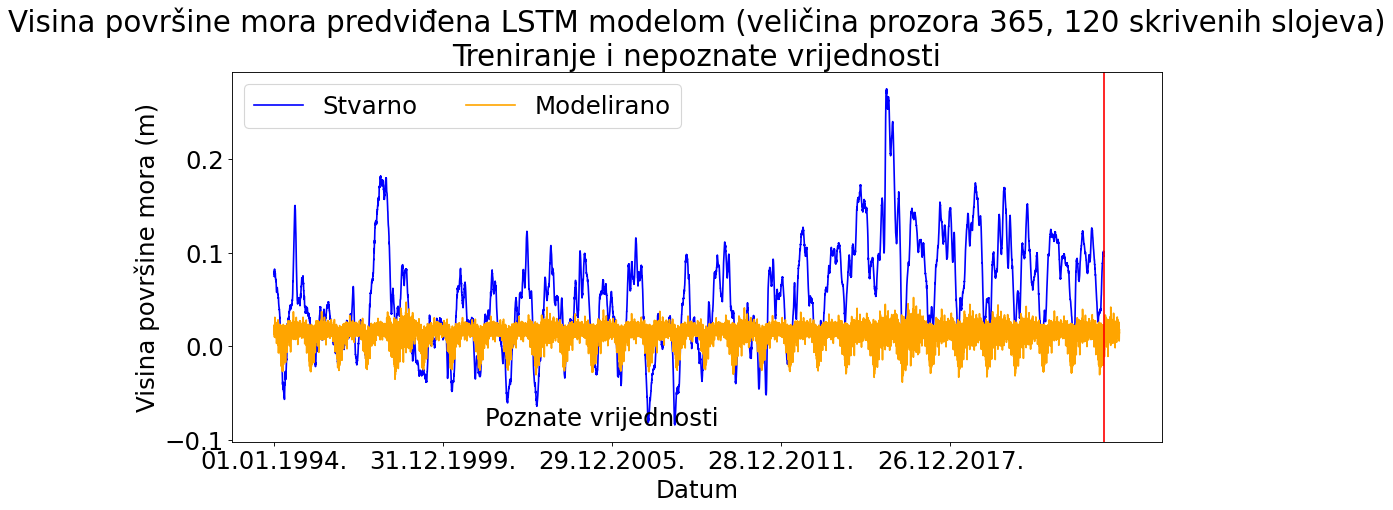 Visina površine mora predviđena LSTM modelom (veličina prozora 365, 120 skrivenih slojeva)
Treniranje i nepoznate vrijednosti
Stvarno
Modelirano
Visina površine mora (m)
0.2
0.1
0.0
−0.1
Poznate vrijednosti
01.01.1994.
31.12.1999.
29.12.2005.
28.12.2011.
26.12.2017.
Datum